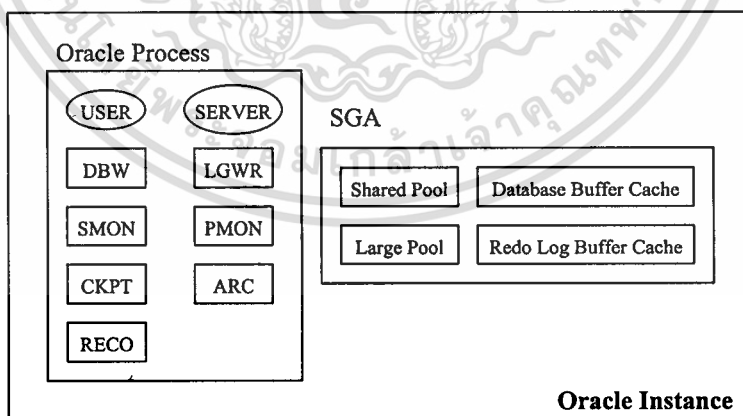 Oracle Process
USER
SERVER
DBW
LGWR
SMON
PMON
CKPT
ARC
RECO
SGA
Shared Pool
Database Buffer Cache
Large Pool
Redo Log Buffer Cache
Oracle Instance